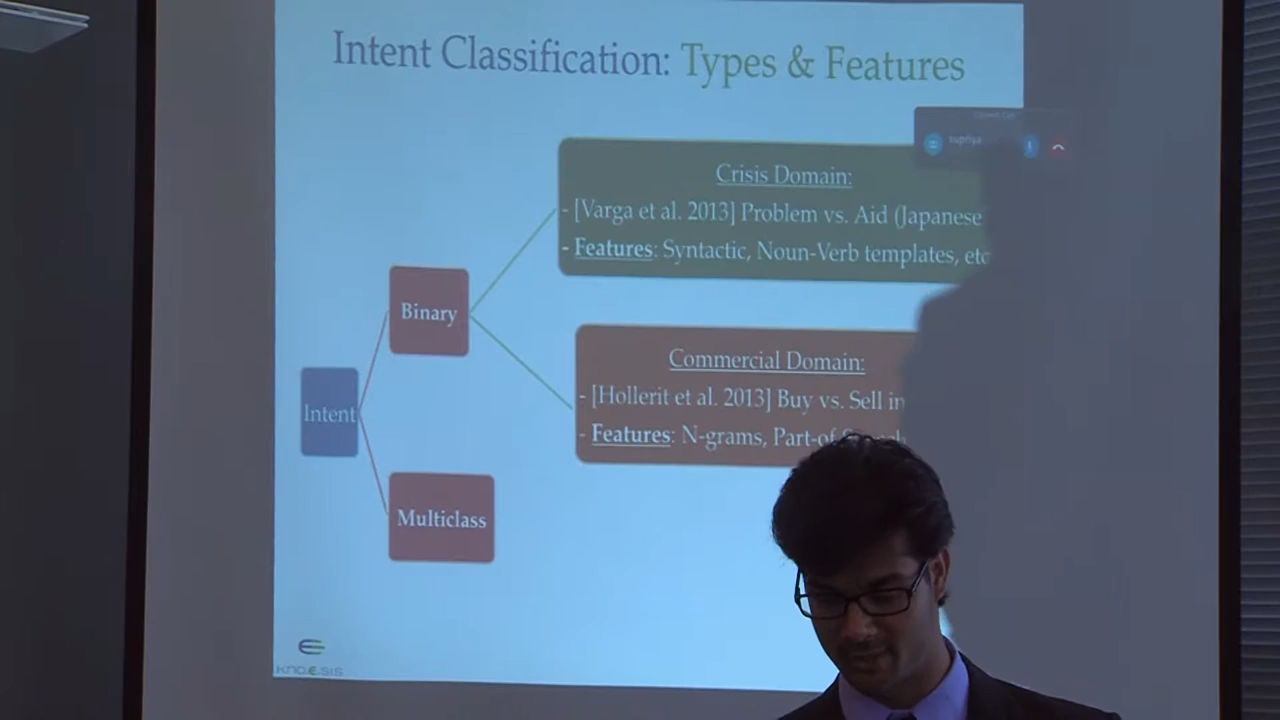 Intent Classification: Types & Features
supriya
Crisis Domain:
- [Varga et al. 2013] Problem vs. Aid (Japanese
- Features: Syntactic, Noun-Verb templates, etc
Binary
Commercial Domain:
- [Hollerit et al. 2013] Buy vs. Sell in
- Features: N-grams, Part-of
Intent
Multiclass
KNO.E.SIS